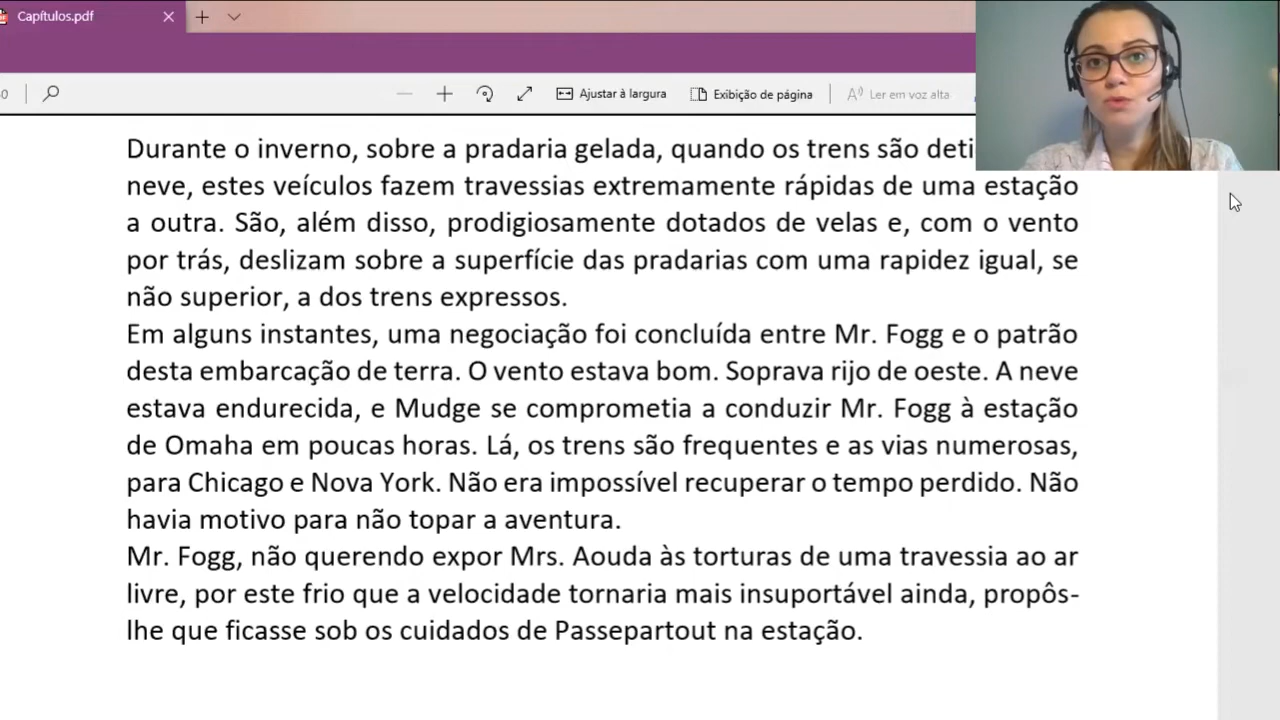 Capítulos.pdf
Ajustar à largura
Exibição de página
Ler em voz alta
Durante o inverno, sobre a pradaria gelada, quando os trens são
neve, estes veículos fazem travessias extremamente rápidas de uma estação
a outra. São, além disso, prodigiosamente dotados de velas e, com o vento
por trás, deslizam sobre a superfície das pradarias com uma rapidez igual, se
não superior, a dos trens expressos.
Em alguns instantes, uma negociação foi concluída entre Mr. Fogg e o patrão
desta embarcação de terra. O vento estava bom. Soprava rijo de oeste. A neve
estava endurecida, e Mudge se comprometia a conduzir Mr. Fogg à estação
de Omaha em poucas horas. Lá, os trens são frequentes e as vias numerosas,
para Chicago e Nova York. Não era impossível recuperar o tempo perdido. Não
havia motivo para não topar a aventura.
Mr. Fogg, não querendo expor Mrs. Aouda às torturas de uma travessia ao ar
livre, por este frio que a velocidade tornaria mais insuportável ainda, propôs-
lhe que ficasse sob os cuidados de Passepartout na estação.